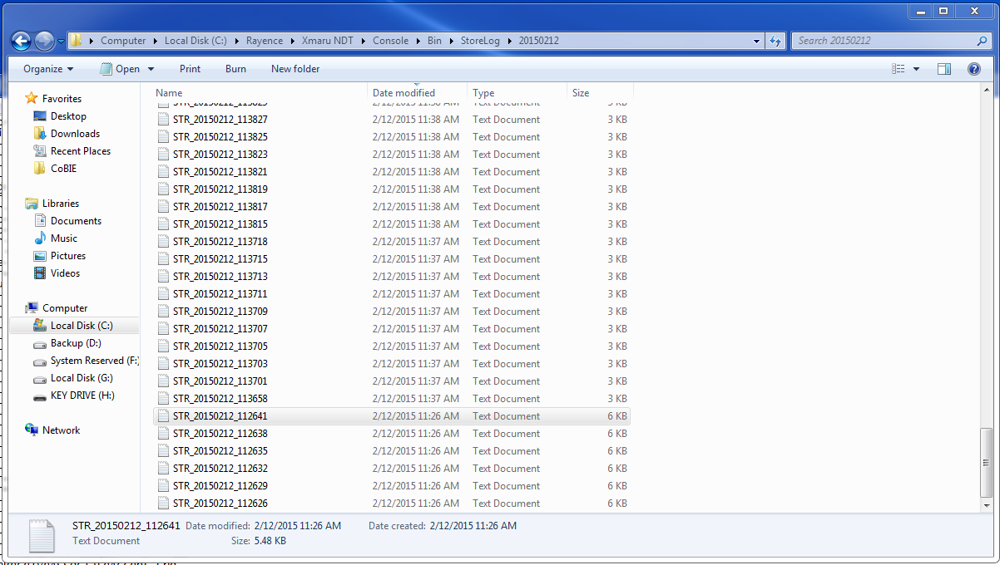 Computer Local Disk (C:) Rayence Xmaru NDT Console Bin StoreLog 20150212
Search 20150212
Organize Open Print Burn New folder
Favorites
Desktop
Downloads
Recent Places
CoBIE
Libraries
Documents
Music
Pictures
Videos
Computer
Local Disk (C:)
Backup (D:)
System Reserved (F:)
Local Disk (G:)
KEY DRIVE (H:)
Network
Name Date modified Type Size
2/12/2015 11:38 AM Text Document 3 KB
STR_20150212_113827 2/12/2015 11:38 AM Text Document 3 KB
STR_20150212_113825 2/12/2015 11:38 AM Text Document 3 KB
STR_20150212_113823 2/12/2015 11:38 AM Text Document 3 KB
STR_20150212_113821 2/12/2015 11:38 AM Text Document 3 KB
STR_20150212_113819 2/12/2015 11:38 AM Text Document 3 KB
STR_20150212_113817 2/12/2015 11:38 AM Text Document 3 KB
STR_20150212_113815 2/12/2015 11:38 AM Text Document 3 KB
STR_20150212_113718 2/12/2015 11:37 AM Text Document 3 KB
STR_20150212_113715 2/12/2015 11:37 AM Text Document 3 KB
STR_20150212_113713 2/12/2015 11:37 AM Text Document 3 KB
STR_20150212_113711 2/12/2015 11:37 AM Text Document 3 KB
STR_20150212_113709 2/12/2015 11:37 AM Text Document 3 KB
STR_20150212_113707 2/12/2015 11:37 AM Text Document 3 KB
STR_20150212_113705 2/12/2015 11:37 AM Text Document 3 KB
STR_20150212_113703 2/12/2015 11:37 AM Text Document 3 KB
STR_20150212_113701 2/12/2015 11:37 AM Text Document 3 KB
STR_20150212_113658 2/12/2015 11:37 AM Text Document 3 KB
STR_20150212_112641 2/12/2015 11:26 AM Text Document 6 KB
STR_20150212_112638 2/12/2015 11:26 AM Text Document 6 KB
STR_20150212_112635 2/12/2015 11:26 AM Text Document 6 KB
STR_20150212_112632 2/12/2015 11:26 AM Text Document 6 KB
STR_20150212_112629 2/12/2015 11:26 AM Text Document 6 KB
STR_20150212_112626 2/12/2015 11:26 AM Text Document 6 KB
STR_20150212_112641 Date modified: 2/12/2015 11:26 AM Date created: 2/12/2015 11:26 AM
Text Document Size: 5.48 KB